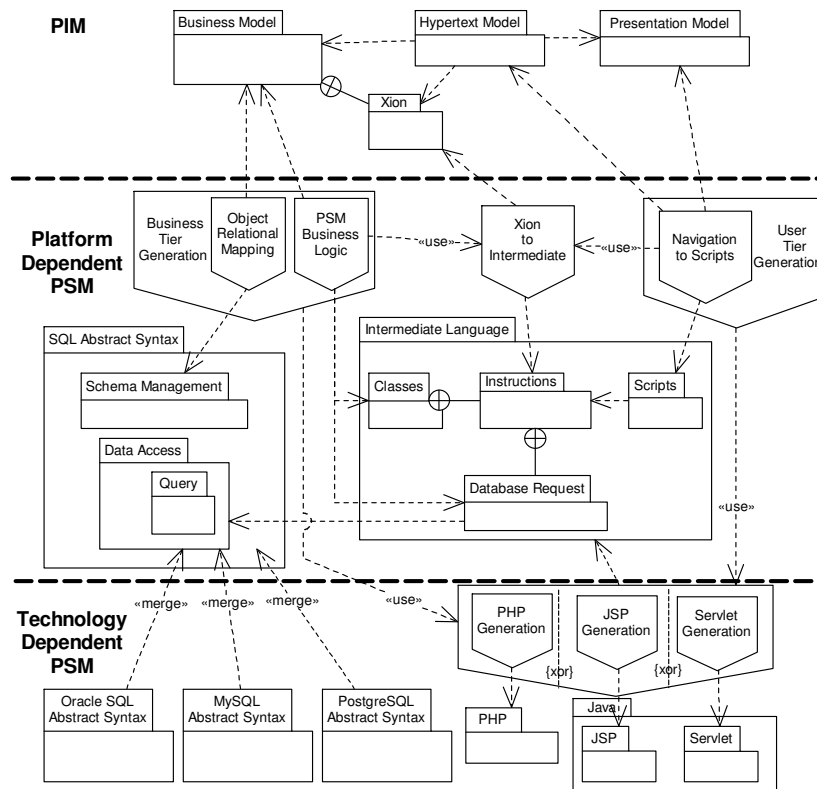 PIM
Business Model
Hypertext Model
Presentation Model
Xion
Platform
Dependent
PSM
Business
Tier
Generation
Object
Relational
Mapping
PSM
Business
Logic
«use»
Xion
to
Intermediate
«use»
Navigation
to Scripts
User
Tier
Generation
SQL Abstract Syntax
Schema Management
Data Access
Query
Intermediate Language
Classes
Instructions
Scripts
Database Request
«use»
Technology
Dependent
PSM
«merge»
«merge»
«merge»
«use»
PHP
Generation
{xor}
JSP
Generation
{xor}
Servlet
Generation
Oracle SQL
Abstract Syntax
MySQL
Abstract Syntax
PostgreSQL
Abstract Syntax
PHP
Java
JSP
Servlet